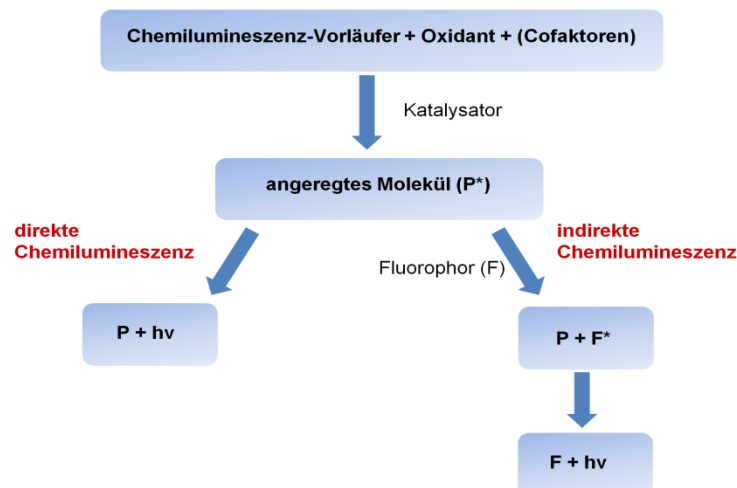 Chemilumineszenz-Vorläufer + Oxidant + (Cofaktoren)
Katalysator
angeregtes Molekül (P*)
direkte
Chemilumineszenz
indirekte
Chemilumineszenz
Fluorophor (F)
P + hv
P + F*
F + hv